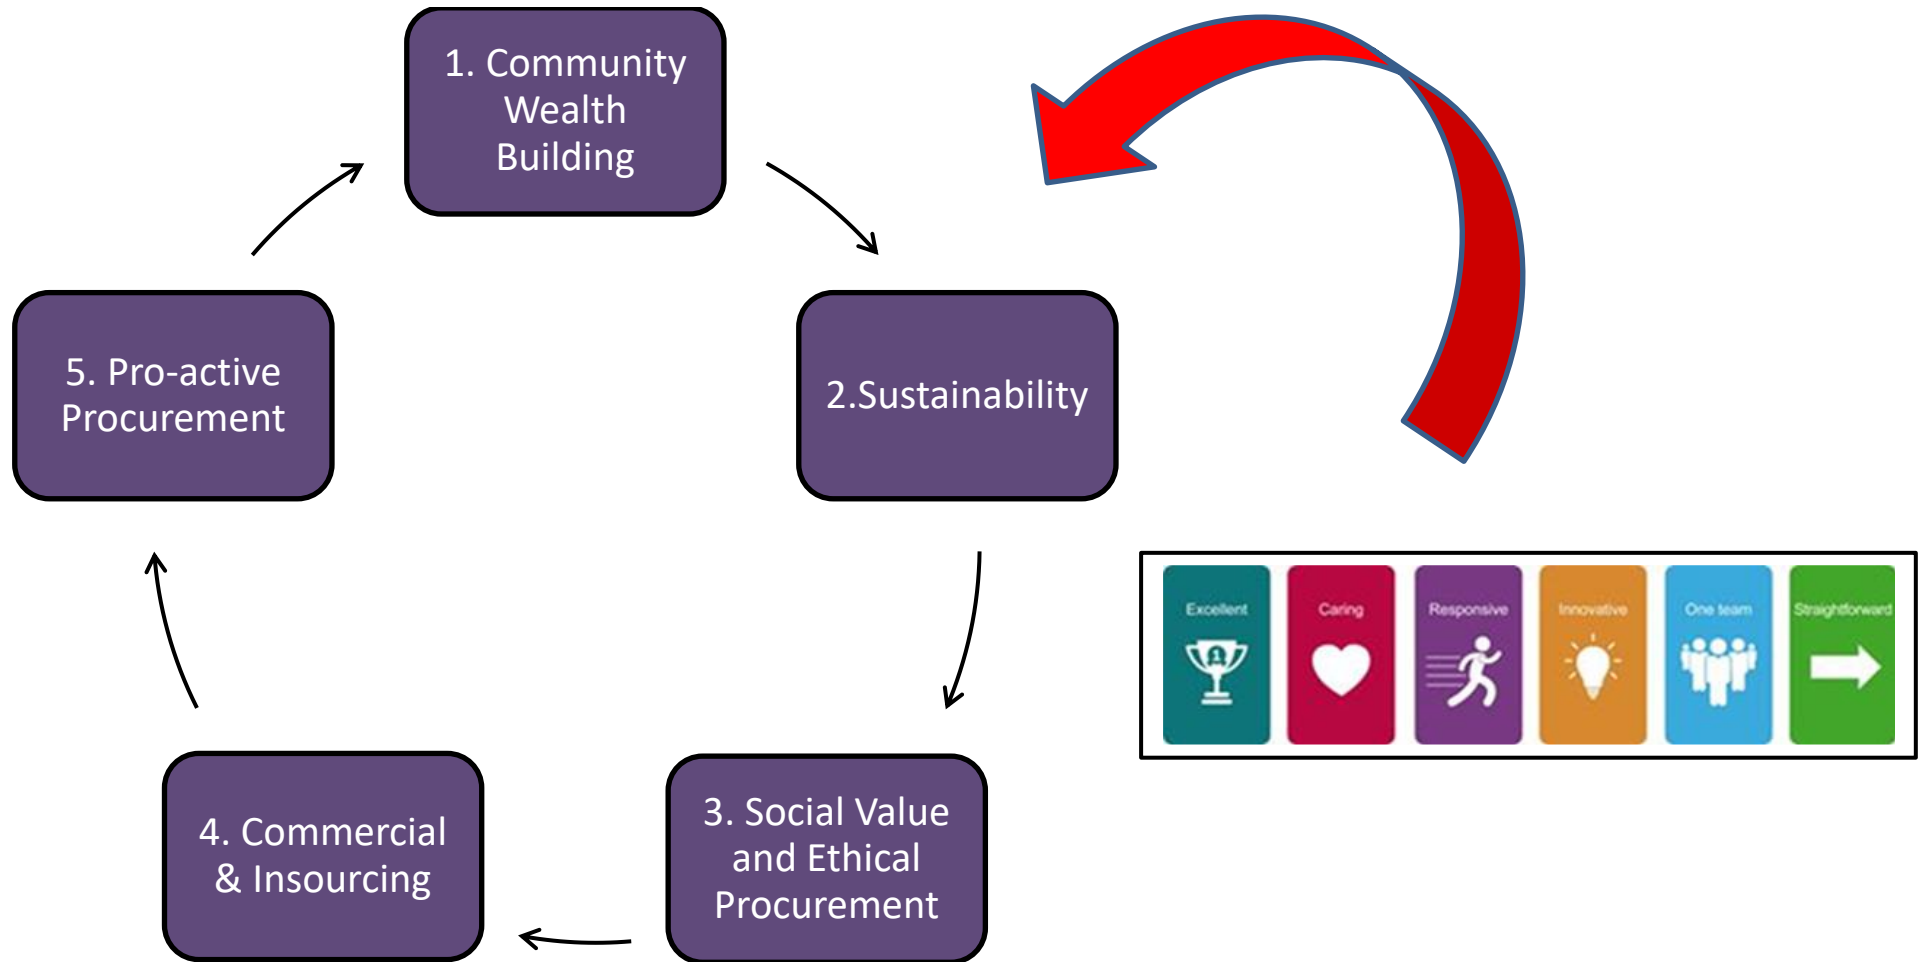 1. Community
Wealth
Building
2.Sustainability
3. Social Value
and Ethical
Procurement
4. Commercial
& Insourcing
5. Pro-active
Procurement
Excellent
Caring
Responsive
Innovative
One team
Straightforward
1